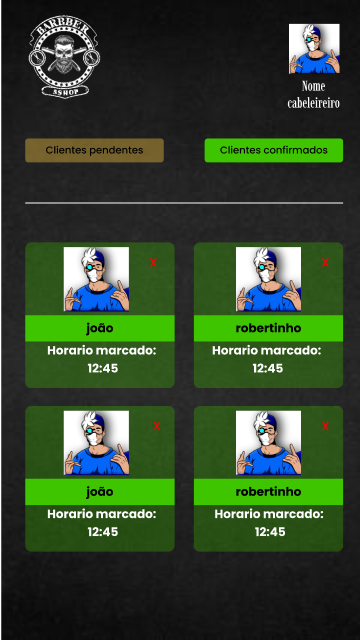 BARBBER
SSHOP
Nome
cabeleireiro
Clientes pendentes
Clientes confirmados
X
X
joão
robertinho
Horario marcado:
12:45
Horario marcado:
12:45
X
X
joão
robertinho
Horario marcado:
12:45
Horario marcado:
12:45